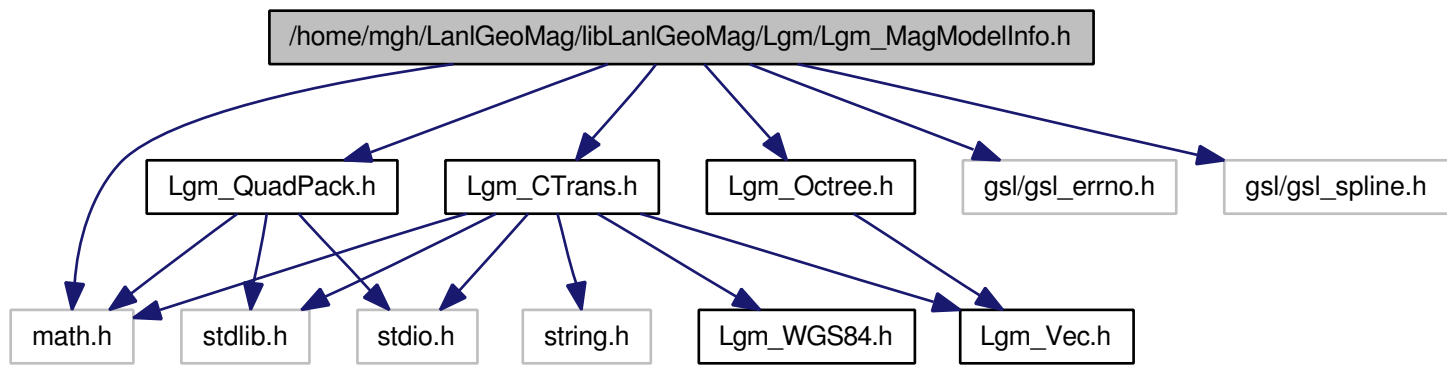 /home/mgh/LanlGeoMag/libLanlGeoMag/Lgm/Lgm_MagModelInfo.h
Lgm_QuadPack.h
Lgm_CTrans.h
Lgm_Octree.h
gsl/gsl_errno.h
gsl/gsl_spline.h
math.h
stdlib.h
stdio.h
string.h
Lgm_WGS84.h
Lgm_Vec.h